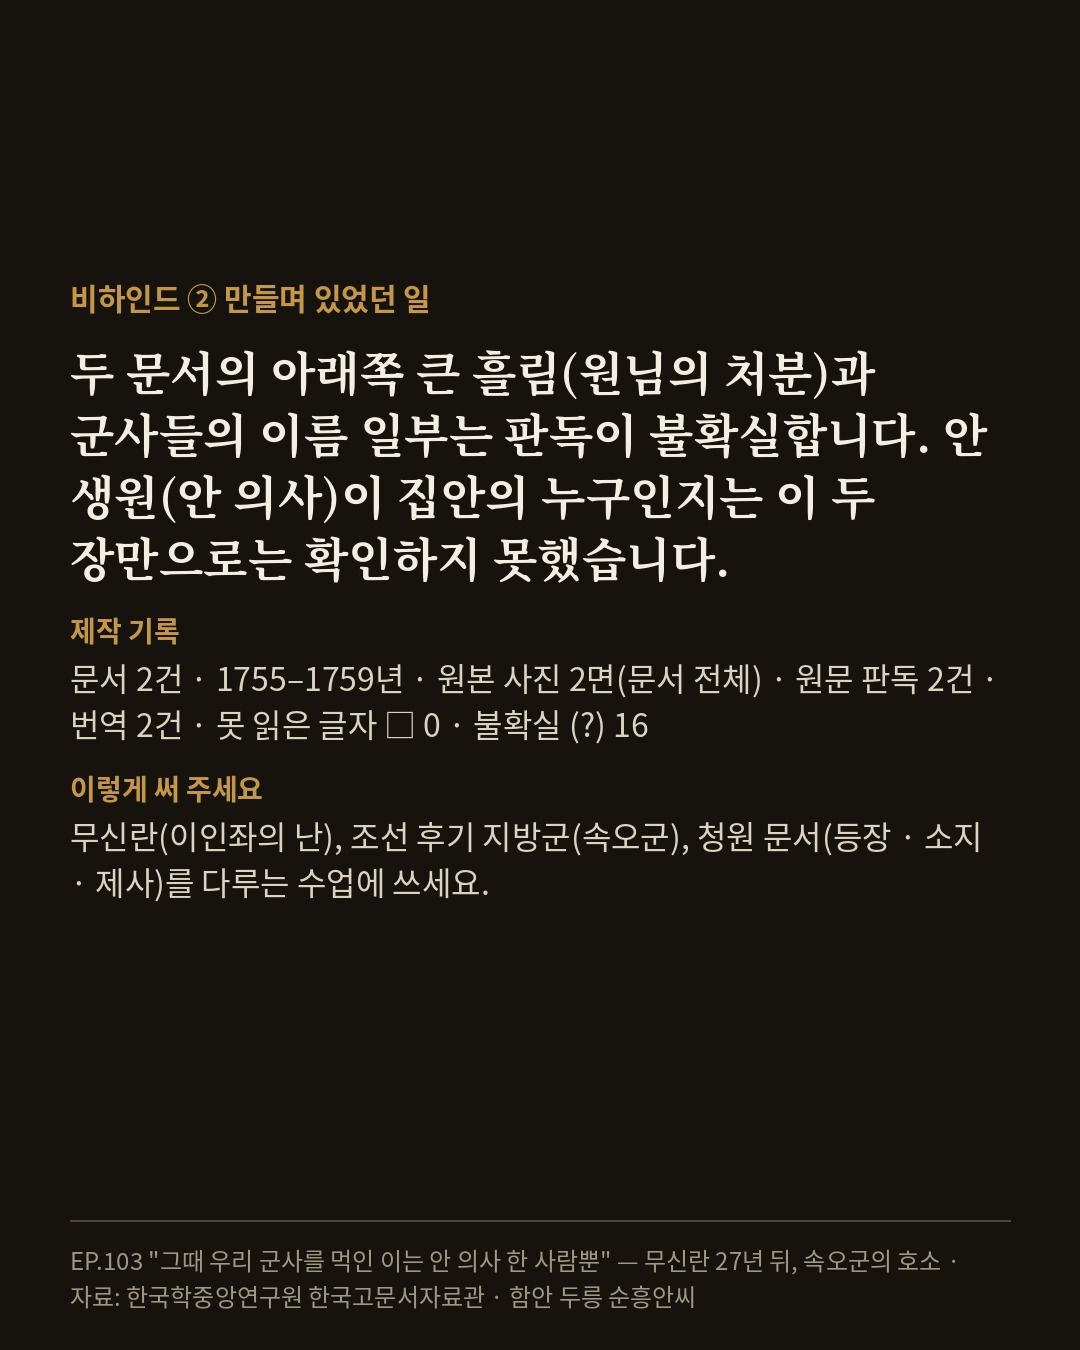 비하인드 ② 만들며 있었던 일
두 문서의 아래쪽 큰 흘림(원님의 처분)과
군사들의 이름 일부는 판독이 불확실합니다. 안
생원(안 의사)이 집안의 누구인지는 이 두
장만으로는 확인하지 못했습니다.
제작 기록
문서 2건 · 1755–1759년 · 원본 사진 2면(문서 전체) · 원문 판독 2건 ·
번역 2건 · 못 읽은 글자 □ 0 · 불확실 (?) 16
이렇게 써 주세요
무신란(이인좌의 난), 조선 후기 지방군(속오군), 청원 문서(등장 · 소지
· 제사)를 다루는 수업에 쓰세요.
EP.103 "그때 우리 군사를 먹인 이는 안 의사 한 사람뿐" — 무신란 27년 뒤, 속오군의 호소 ·
자료: 한국학중앙연구원 한국고문서자료관 · 함안 두릉 순흥안씨